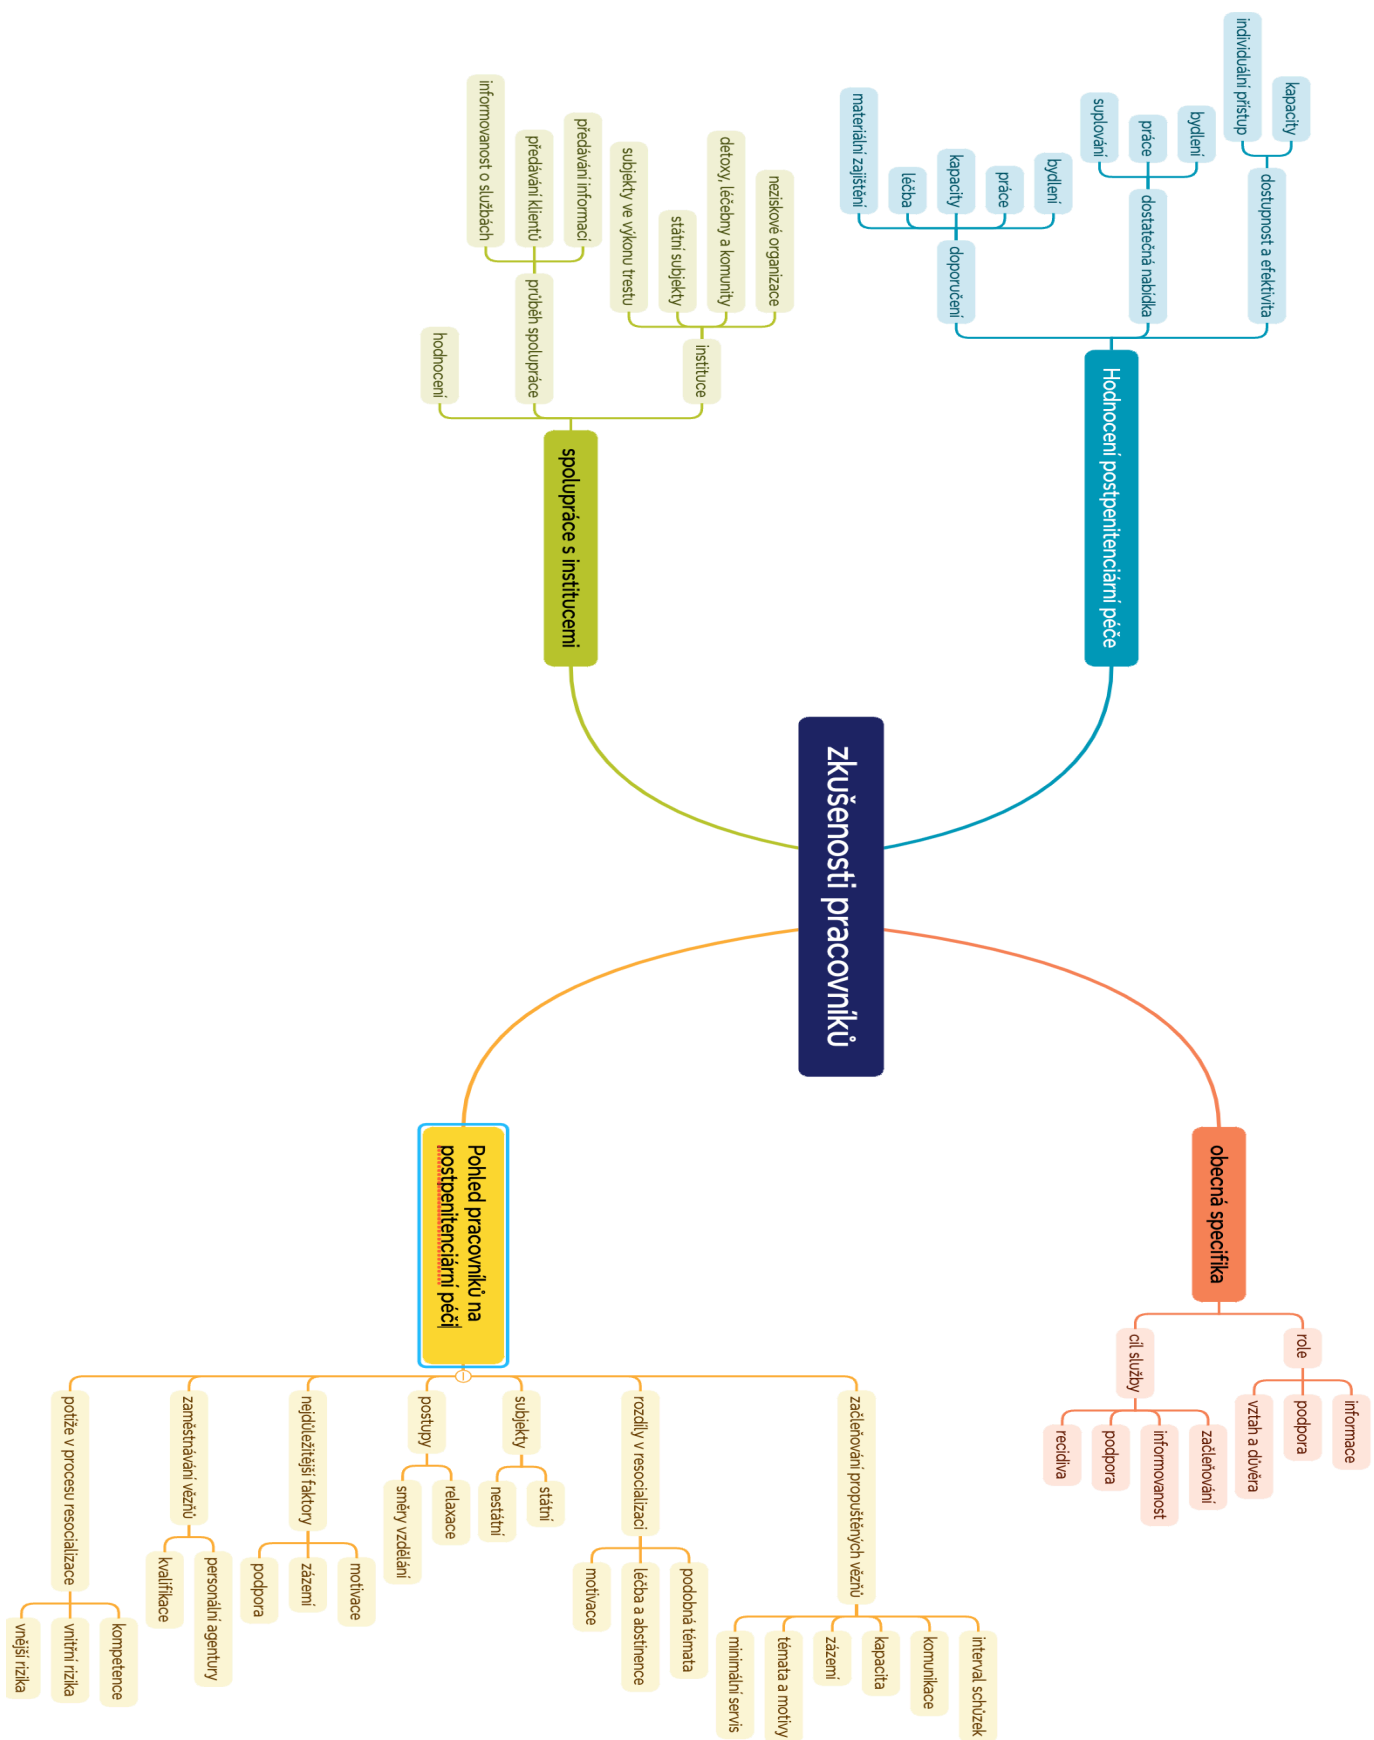 zkušenosti pracovníků
obecná specifika
role
informace
podpora
vztah a důvěra
cíl služby
začleňování
informovanost
podpora
recidiva
Pohled pracovníků na
postpenitenciární péči
začleňování propuštěných vězňů
interval schůzek
komunikace
kapacita
zázemí
témata a motivy
minimální servis
rozdíly v resocializaci
podobná témata
léčba a abstinence
motivace
subjekty
státní
nestátní
postupy
relaxace
směry vzdělání
nejdůležitější faktory
motivace
zázemí
podpora
zaměstnávání vězňů
personální agentury
kvalifikace
potíže v procesu resocializace
kompetence
vnitřní rizika
vnější rizika
Hodnocení postpenitenciární péče
dostupnost a efektivita
kapacity
individuální přístup
dostatečná nabídka
bydlení
práce
suplování
doporučení
bydlení
práce
kapacity
léčba
materiální zajištění
spolupráce s institucemi
instituce
neziskové organizace
detoxy, léčebny a komunity
státní subjekty
subjekty ve výkonu trestu
průběh spolupráce
předávání informací
předávání klientů
informovanost o službách
hodnocení